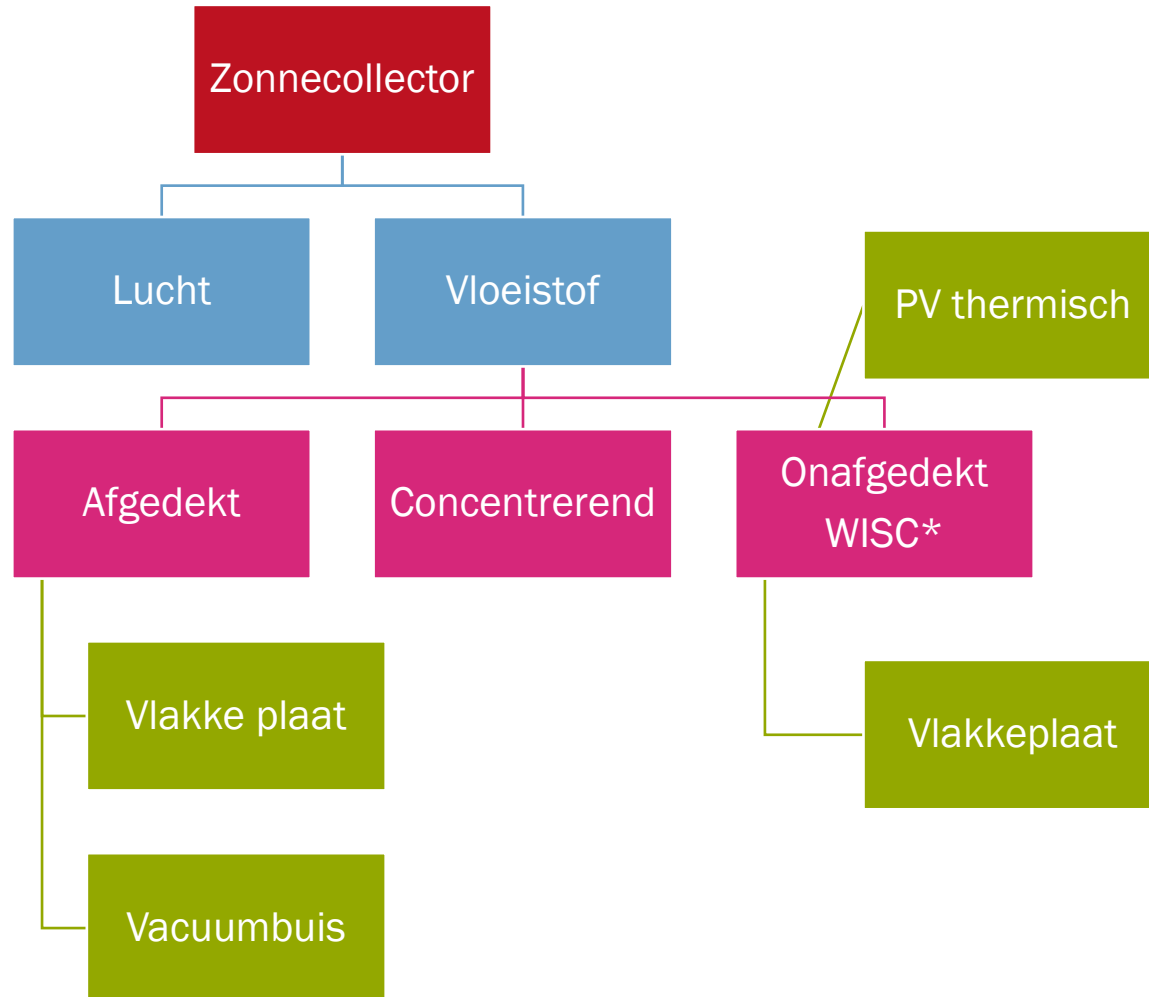 Zonnecollector
Lucht
Vloeistof
PV thermisch
Afgedekt
Concentrerend
Onafgedekt
WISC*
Vlakke plaat
Vlakkeplaat
Vacuumbuis